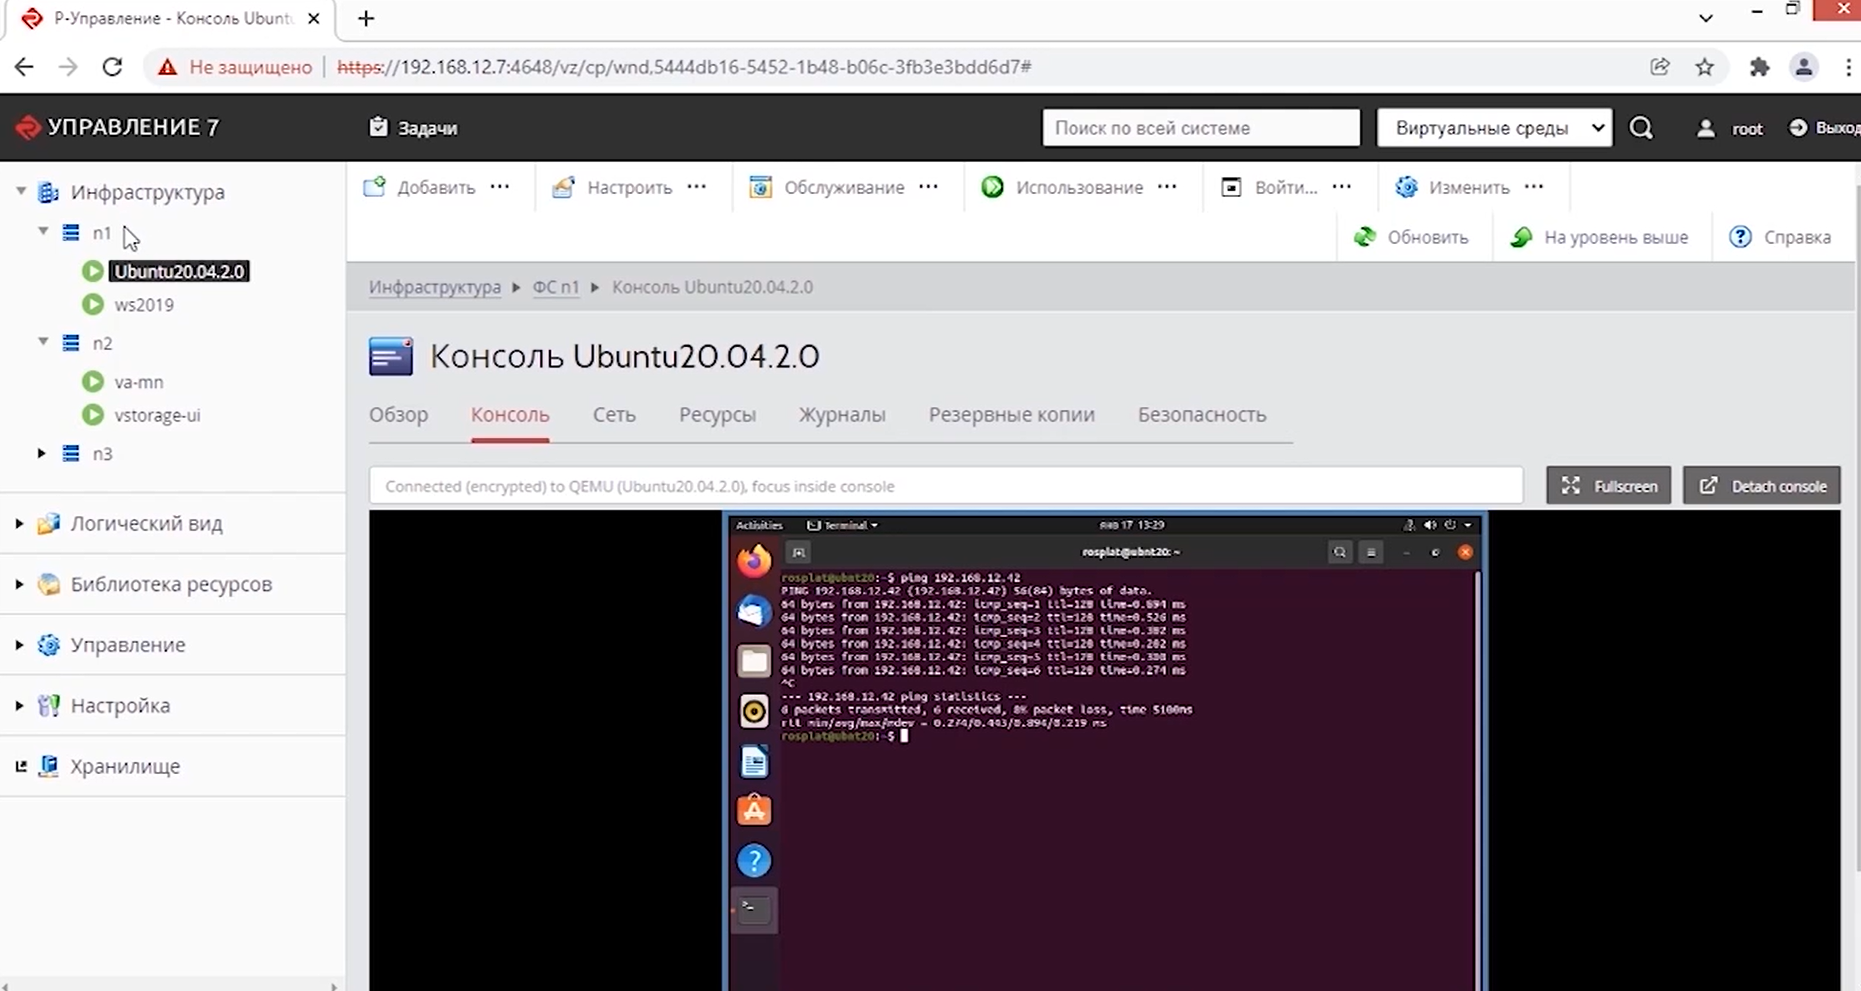 Р-Управление - Консоль Ubunt
Не защищено
https://192.168.12.7:4648/vz/cp/wnd,5444db16-5452-1b48-b06c-3fb3e3bdd6d7#
УПРАВЛЕНИЕ 7
Задачи
Поиск по всей системе
Виртуальные среды
root
Выход
Инфраструктура
n1
Ubuntu20.04.2.0
ws2019
n2
va-mn
vstorage-ui
n3
Логический вид
Библиотека ресурсов
Управление
Настройка
Хранилище
Добавить ...
Настроить ...
Обслуживание ...
Использование ...
Войти... ...
Изменить ...
Обновить
На уровень выше
Справка
Инфраструктура ФС n1 Консоль Ubuntu20.04.2.0
Консоль Ubuntu20.04.2.0
Обзор Консоль Сеть Ресурсы Журналы Резервные копии Безопасность
Connected (encrypted) to QEMU (Ubuntu20.04.2.0), focus inside console
Fullscreen
Detach console
Activities Terminal янв 17 13:29
rosplat@ubnt20: ~
rosplat@ubnt20:~$ ping 192.168.12.42
PING 192.168.12.42 (192.168.12.42) 56(84) bytes of data.
64 bytes from 192.168.12.42: icmp_seq=1 ttl=128 time=0.894 ms
64 bytes from 192.168.12.42: icmp_seq=2 ttl=128 time=0.526 ms
64 bytes from 192.168.12.42: icmp_seq=3 ttl=128 time=0.382 ms
64 bytes from 192.168.12.42: icmp_seq=4 ttl=128 time=0.282 ms
64 bytes from 192.168.12.42: icmp_seq=5 ttl=128 ms
64 bytes from 192.168.12.42: icmp_seq=6 ttl=128 time=0.274 ms
^C
--- 192.168.12.42 ping statistics ---
6 packets transmitted, 6 received, 0% packet loss, time 5100ms
rtt min/avg/max/mdev = 0.274/0.443/0.894/0.219 ms
rosplat@ubnt20:~$